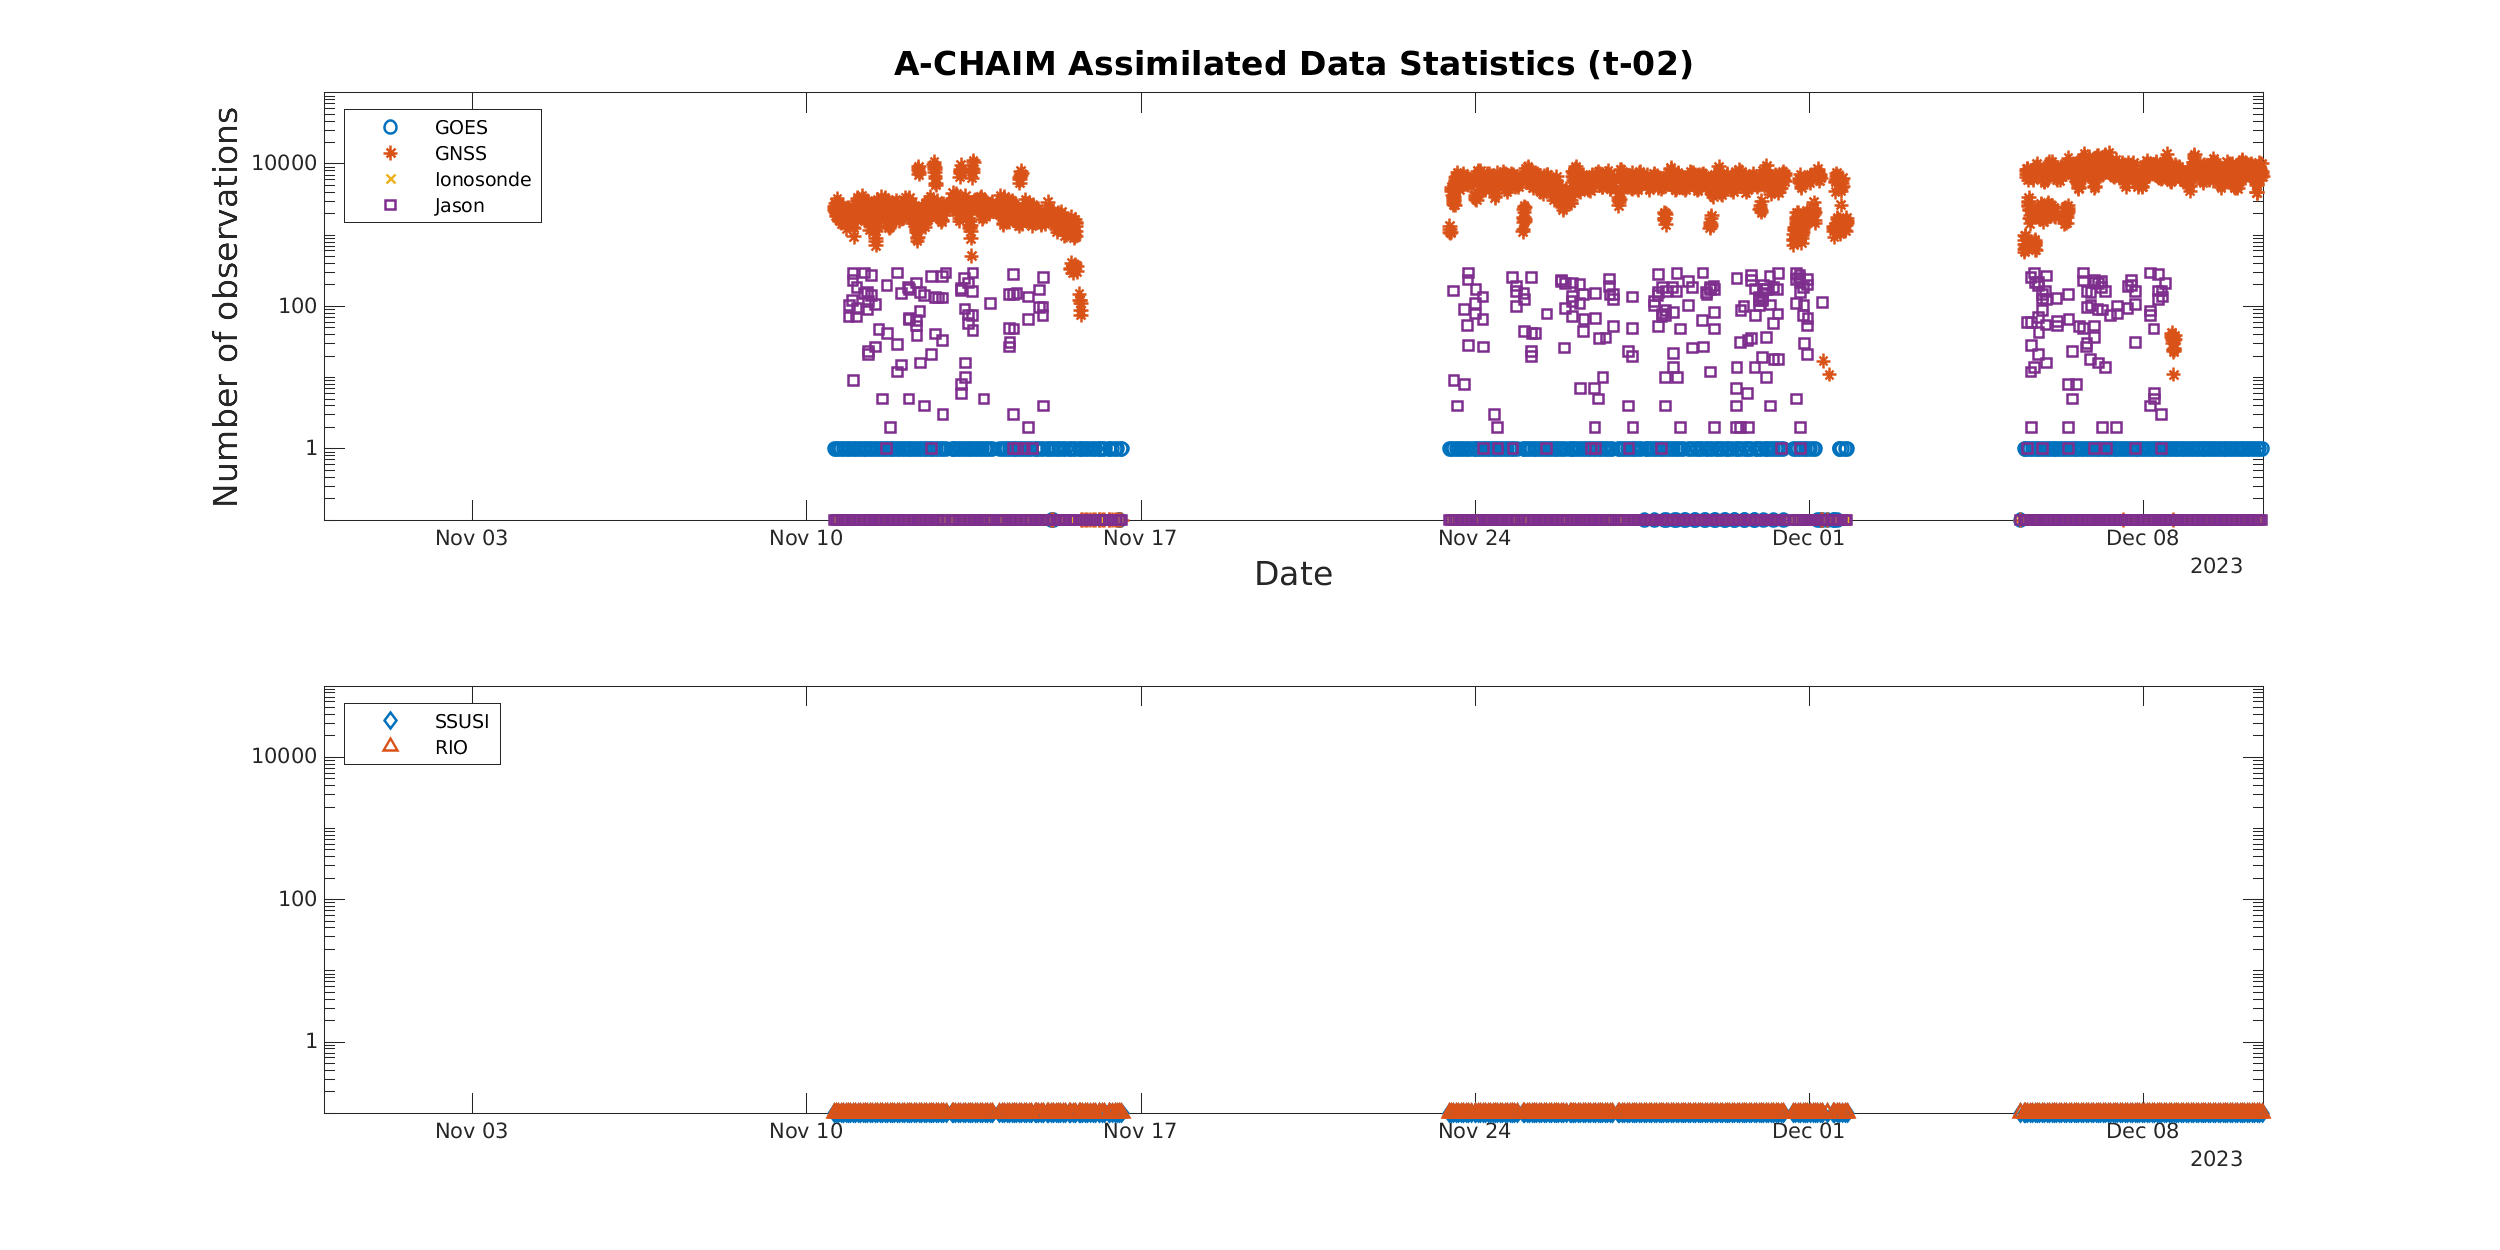 A-CHAIM Assimilated Data Statistics (t-02)
Number of observations
GOES
GNSS
Ionosonde
Jason
10000
100
1
Nov 03
Nov 10
Nov 17
Nov 24
Dec 01
Dec 08
2023
Date
SSUSI
RIO
10000
100
1
Nov 03
Nov 10
Nov 17
Nov 24
Dec 01
Dec 08
2023